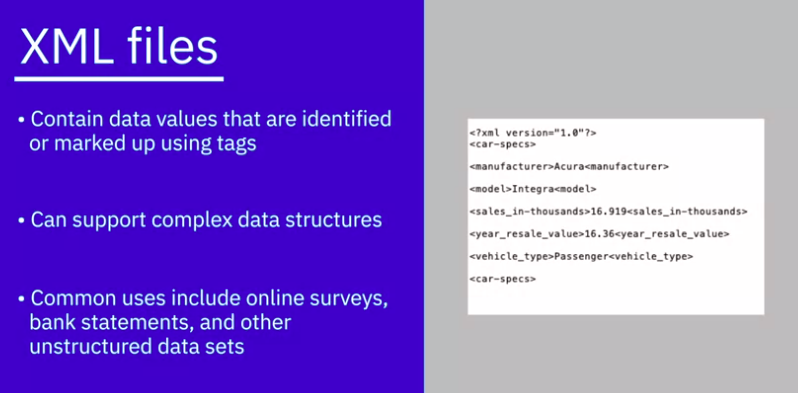 XML files
• Contain data values that are identified
or marked up using tags
• Can support complex data structures
• Common uses include online surveys,
bank statements, and other
unstructured data sets
<?xml version="1.0"?>
<car-specs>
<manufacturer>Acura<manufacturer>
<model>Integra<model>
<sales_in-thousands>16.919<sales_in-thousands>
<year_resale_value>16.36<year_resale_value>
<vehicle_type>Passenger<vehicle_type>
<car-specs>